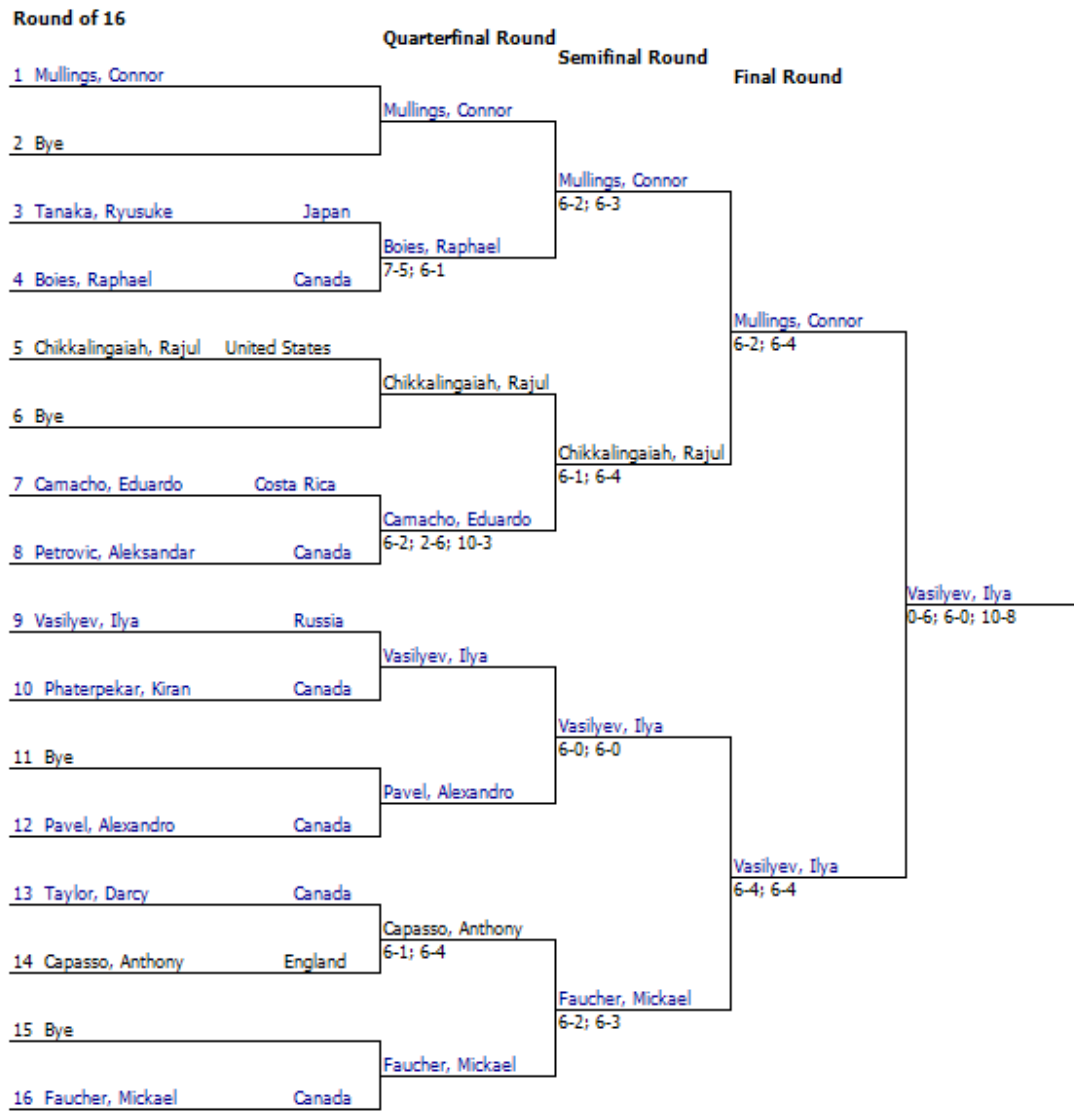 Round of 16
Quarterfinal Round
Semifinal Round
Final Round
1 Mullings, Connor
Mullings, Connor
2 Bye
Mullings, Connor
6-2; 6-3
3 Tanaka, Ryusuke Japan
Boies, Raphael
7-5; 6-1
4 Boies, Raphael Canada
Mullings, Connor
6-2; 6-4
5 Chikkalingaiah, Rajul United States
Chikkalingaiah, Rajul
6 Bye
Chikkalingaiah, Rajul
6-1; 6-4
7 Camacho, Eduardo Costa Rica
Camacho, Eduardo
6-2; 2-6; 10-3
8 Petrovic, Aleksandar Canada
Vasilyev, Ilya
0-6; 6-0; 10-8
9 Vasilyev, Ilya Russia
Vasilyev, Ilya
10 Phaterpekar, Kiran Canada
Vasilyev, Ilya
6-0; 6-0
11 Bye
Pavel, Alexandro
12 Pavel, Alexandro Canada
Vasilyev, Ilya
6-4; 6-4
13 Taylor, Darcy Canada
Capasso, Anthony
6-1; 6-4
14 Capasso, Anthony England
Faucher, Mickael
6-2; 6-3
15 Bye
Faucher, Mickael
16 Faucher, Mickael Canada